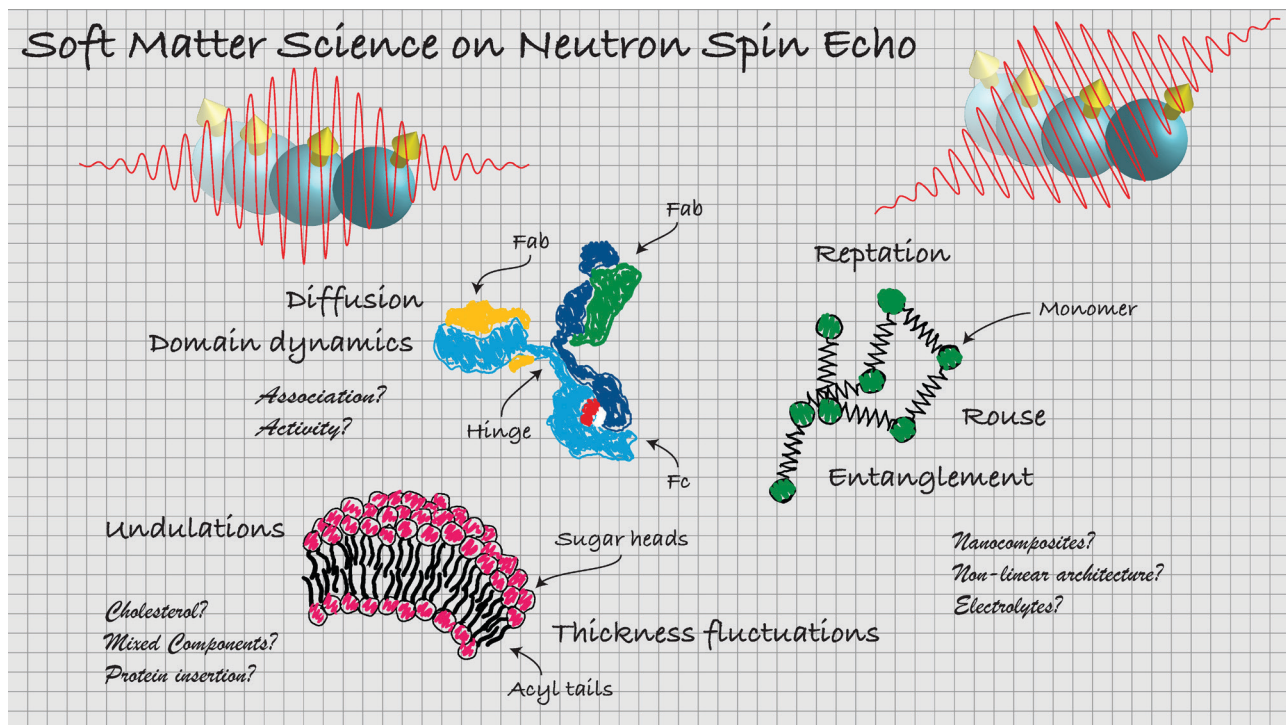 Soft Matter Science on Neutron Spin Echo
Fab
Fab
Diffusion
Domain dynamics
Association?
Activity?
Hinge
Fc
Reptation
Monomer
Rouse
Entanglement
Nanocomposites?
Non-linear architecture?
Electrolytes?
Undulations
Sugar heads
Cholesterol?
Mixed Components?
Protein insertion?
Thickness fluctuations
Acyl tails